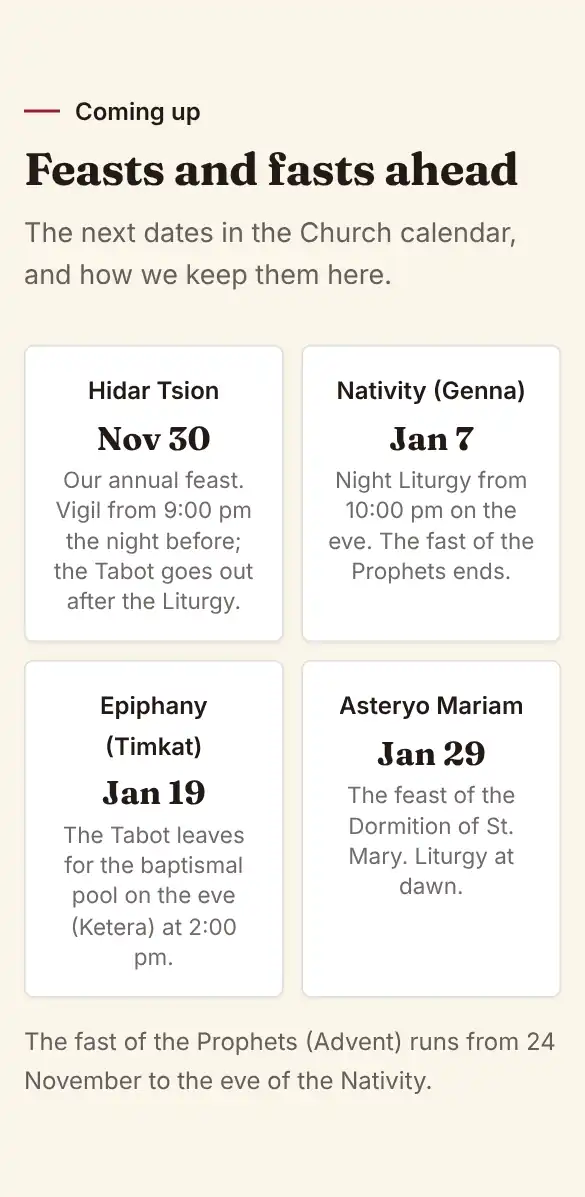 Coming up
Feasts and fasts ahead
The next dates in the Church calendar,
and how we keep them here.
Hidar Tsion
Nov 30
Our annual feast.
Vigil from 9:00 pm
the night before;
the Tabot goes out
after the Liturgy.
Nativity (Genna)
Jan 7
Night Liturgy from
10:00 pm on the
eve. The fast of the
Prophets ends.
Epiphany
(Timkat)
Jan 19
The Tabot leaves
for the baptismal
pool on the eve
(Ketera) at 2:00
pm.
Asteryo Mariam
Jan 29
The feast of the
Dormition of St.
Mary. Liturgy at
dawn.
The fast of the Prophets (Advent) runs from 24
November to the eve of the Nativity.